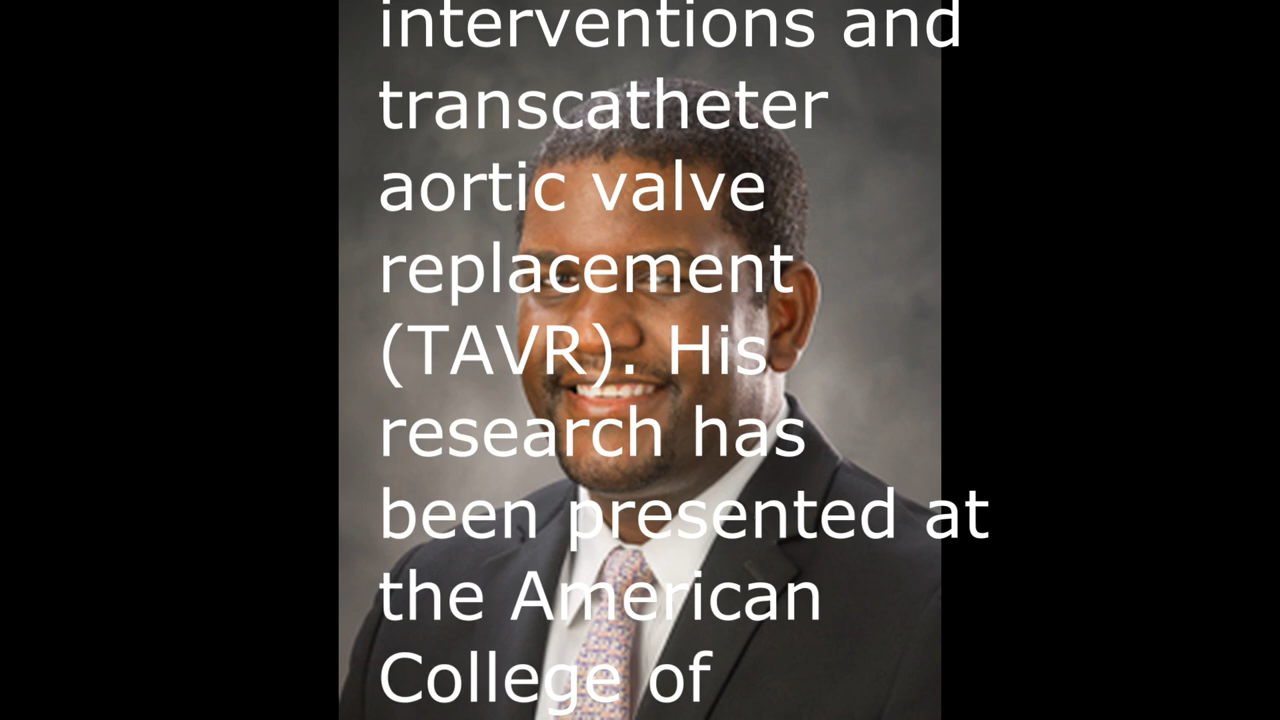 interventions and
transcatheter
aortic valve
replacement
(TAVR). His
research has
been presented at
the American
College of